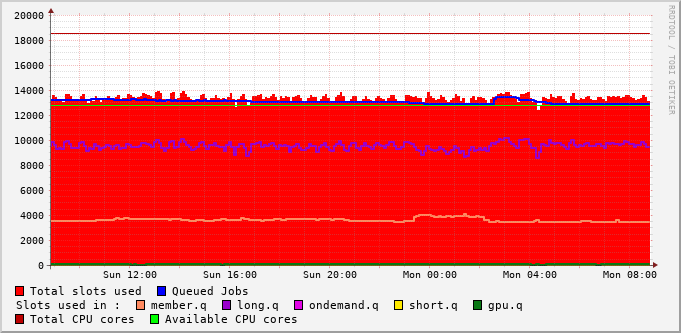 20000
18000
16000
14000
12000
10000
8000
6000
4000
2000
0
Sun 12:00 Sun 16:00 Sun 20:00 Mon 00:00 Mon 04:00 Mon 08:00
Total slots used Queued Jobs
Slots used in : member.q long.q ondemand.q short.q gpu.q
Total CPU cores Available CPU cores
RRDTOOL / TOBI OETIKER